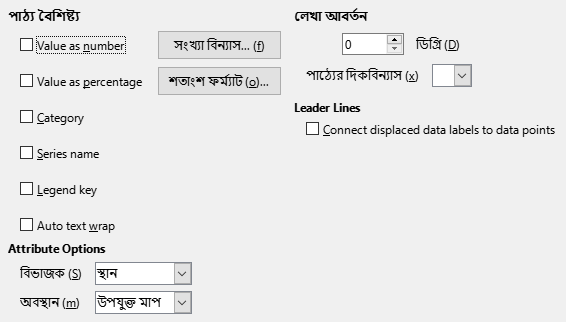 পাঠ্য বৈশিষ্ট্য
Value as number
সংখ্যা বিন্যাস... (f)
Value as percentage
শতাংশ ফর্ম্যাট (o)...
Category
Series name
Legend key
Auto text wrap
Attribute Options
বিভাজক (S)
স্থান
অবস্থান (m)
উপযুক্ত মাপ
লেখা আবর্তন
0
ডিগ্রি (D)
পাঠ্যের দিকবিন্যাস (x)
Leader Lines
Connect displaced data labels to data points